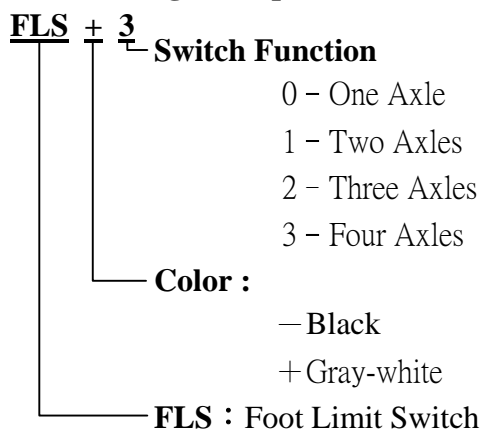 FLS + 3
Switch Function
0 – One Axle
1 – Two Axles
2 – Three Axles
3 – Four Axles
Color :
－Black
＋Gray-white
FLS：Foot Limit Switch